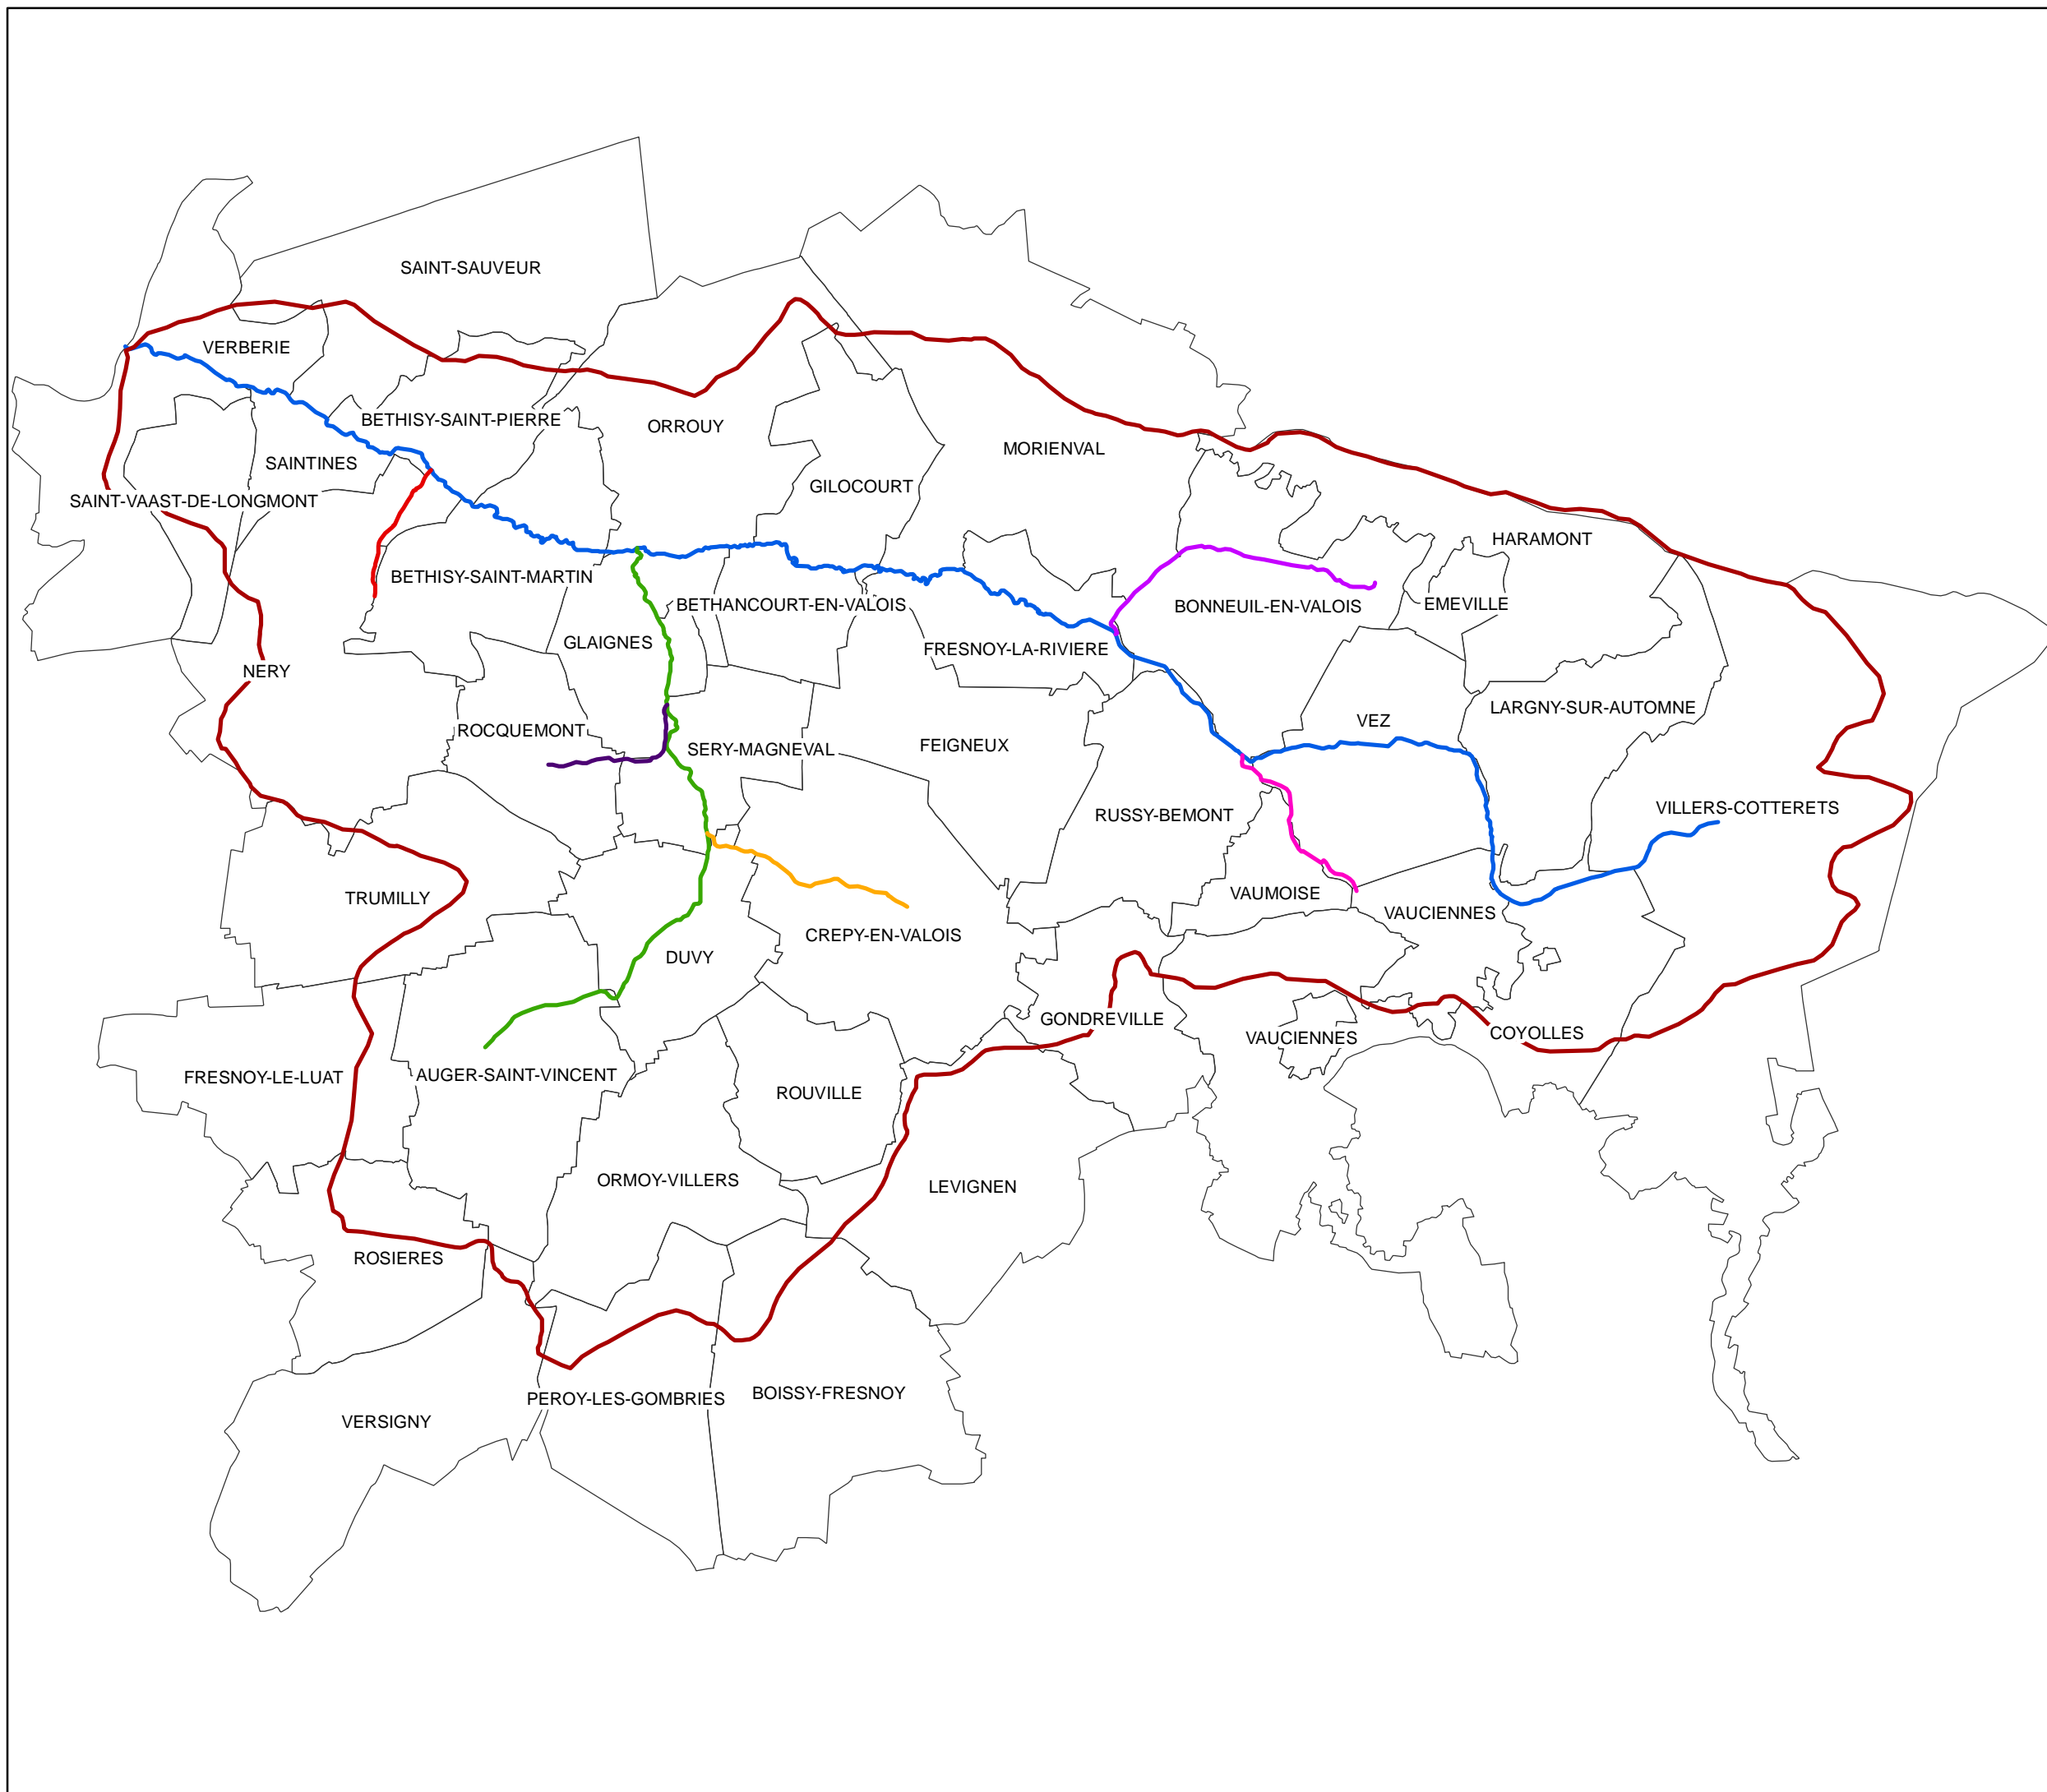 SAINT-SAUVEUR
VERBERIE
BETHISY-SAINT-PIERRE
ORROUY
MORIENVAL
SAINTINES
GILOCOURT
SAINT-VAAST-DE-LONGMONT
HARAMONT
BETHISY-SAINT-MARTIN
BETHANCOURT-EN-VALOIS
BONNEUIL-EN-VALOIS
EMEVILLE
GLAIGNES
FRESNOY-LA-RIVIERE
NERY
LARGNY-SUR-AUTOMNE
VEZ
ROCQUEMONT
FEIGNEUX
SERY-MAGNEVAL
VILLERS-COTTERETS
RUSSY-BEMONT
VAUMOISE
TRUMILLY
VAUCIENNES
CREPY-EN-VALOIS
DUVY
GONDREVILLE
COYOLLES
VAUCIENNES
AUGER-SAINT-VINCENT
FRESNOY-LE-LUAT
ROUVILLE
ORMOY-VILLERS
LEVIGNEN
ROSIERES
BOISSY-FRESNOY
PEROY-LES-GOMBRIES
VERSIGNY